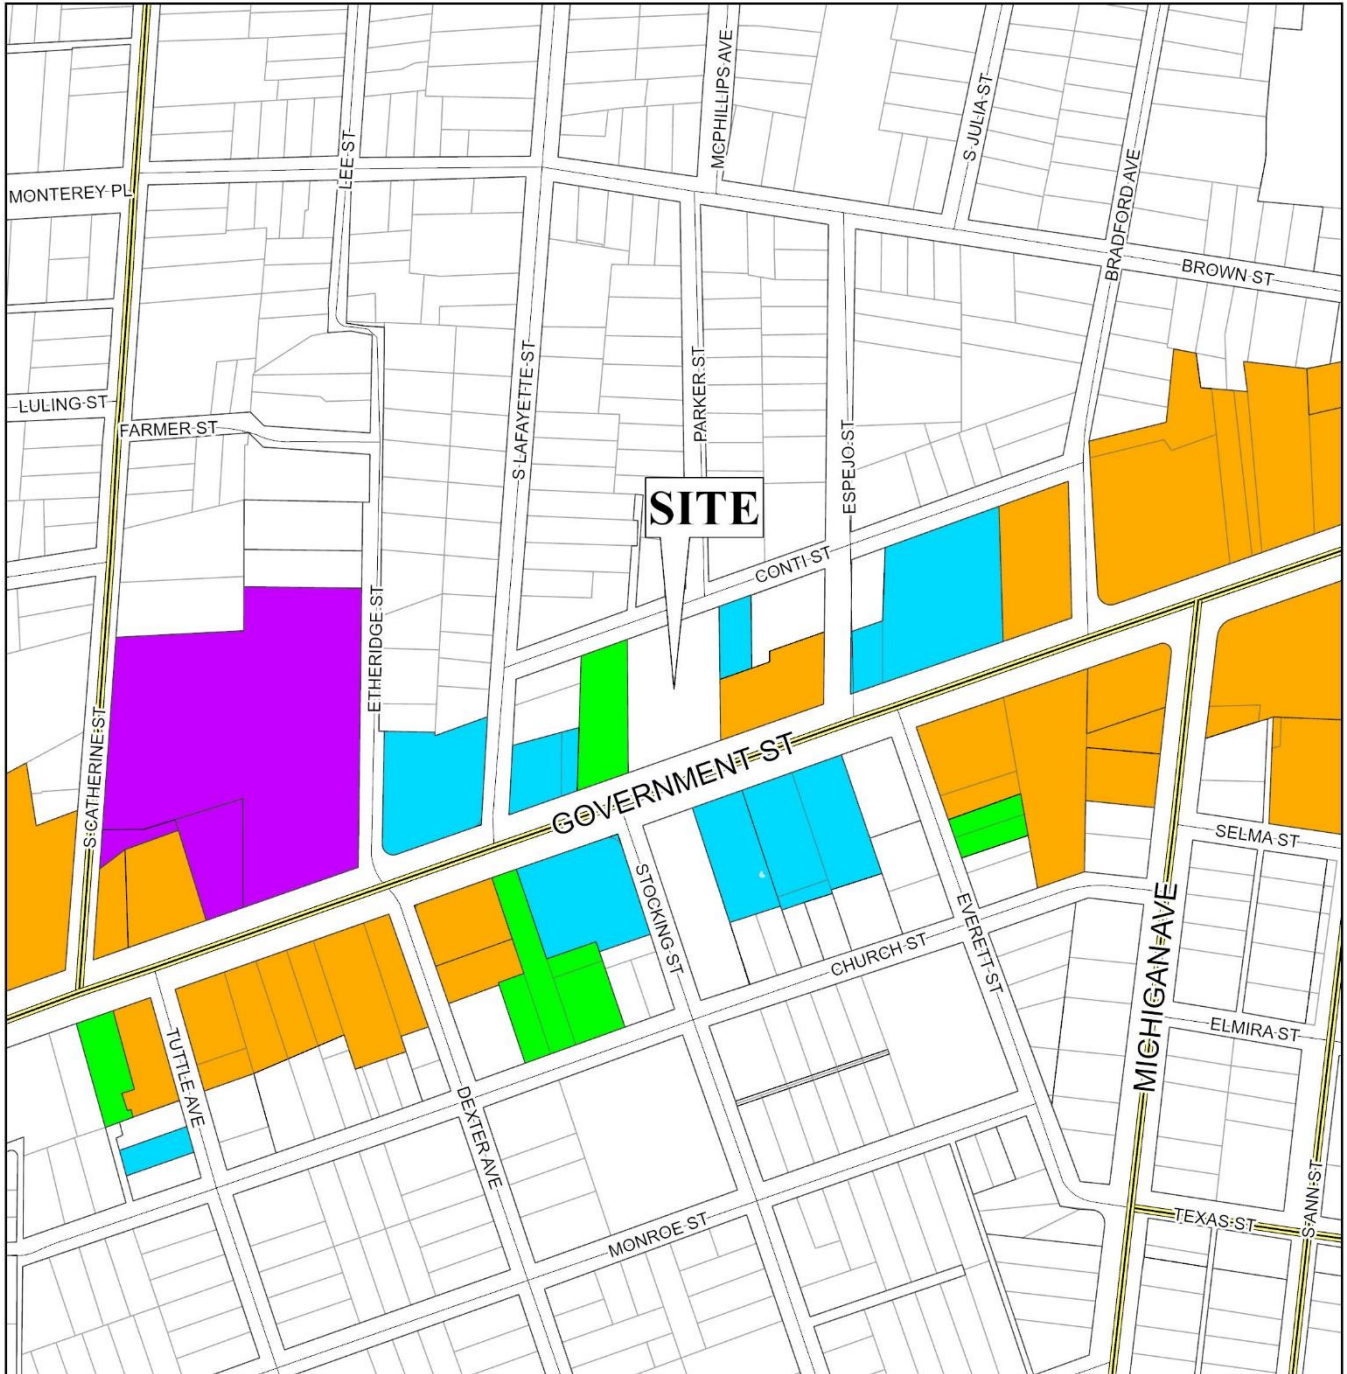 MCPHILLIPS AVE
S JULIA ST
LEE ST
MONTEREY PL
BRADFORD AVE
BROWN ST
S LAFAYETTE ST
PARKER ST
LULING ST
FARMER ST
ESPEJO ST
SITE
CONTI ST
ETHERIDGE ST
S CATHERINE ST
GOVERNMENT ST
SELMA ST
STOCKING ST
EVERETT ST
MICHIGAN AVE
CHURCH ST
ELMIRA ST
TUTTLE AVE
DEXTER AVE
S ANN ST
TEXAS ST
MONROE ST